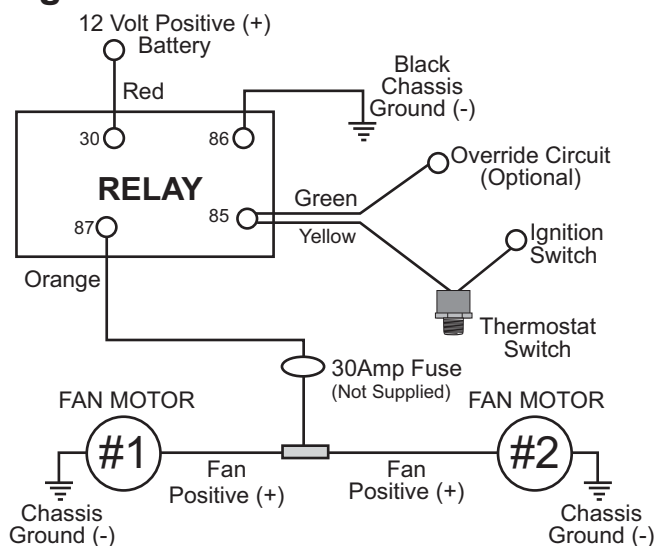 12 Volt Positive (+)
Battery
Red
Black
Chassis
Ground (-)
30
86
RELAY
87
85
Green
Yellow
Override Circuit
(Optional)
Ignition
Switch
Orange
Thermostat
Switch
30Amp Fuse
(Not Supplied)
FAN MOTOR
FAN MOTOR
#1
#2
Fan
Positive (+)
Fan
Positive (+)
Chassis
Ground (-)
Chassis
Ground (-)